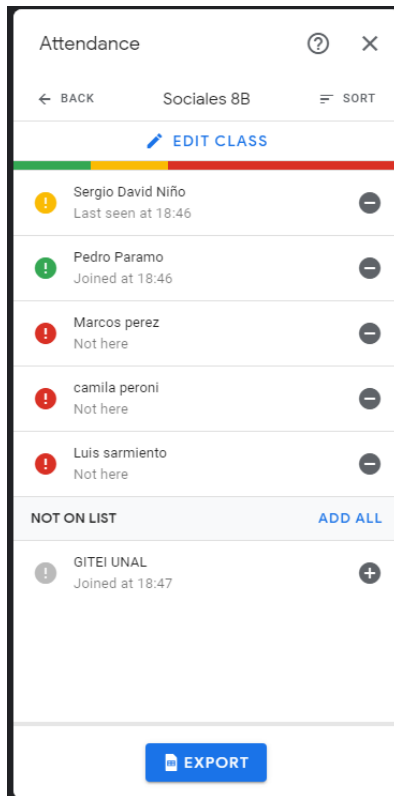 Attendance
BACK Sociales 8B SORT
EDIT CLASS
Sergio David Niño
Last seen at 18:46
Pedro Paramo
Joined at 18:46
Marcos perez
Not here
camila peroni
Not here
Luis sarmiento
Not here
NOT ON LIST ADD ALL
GITEI UNAL
Joined at 18:47
EXPORT